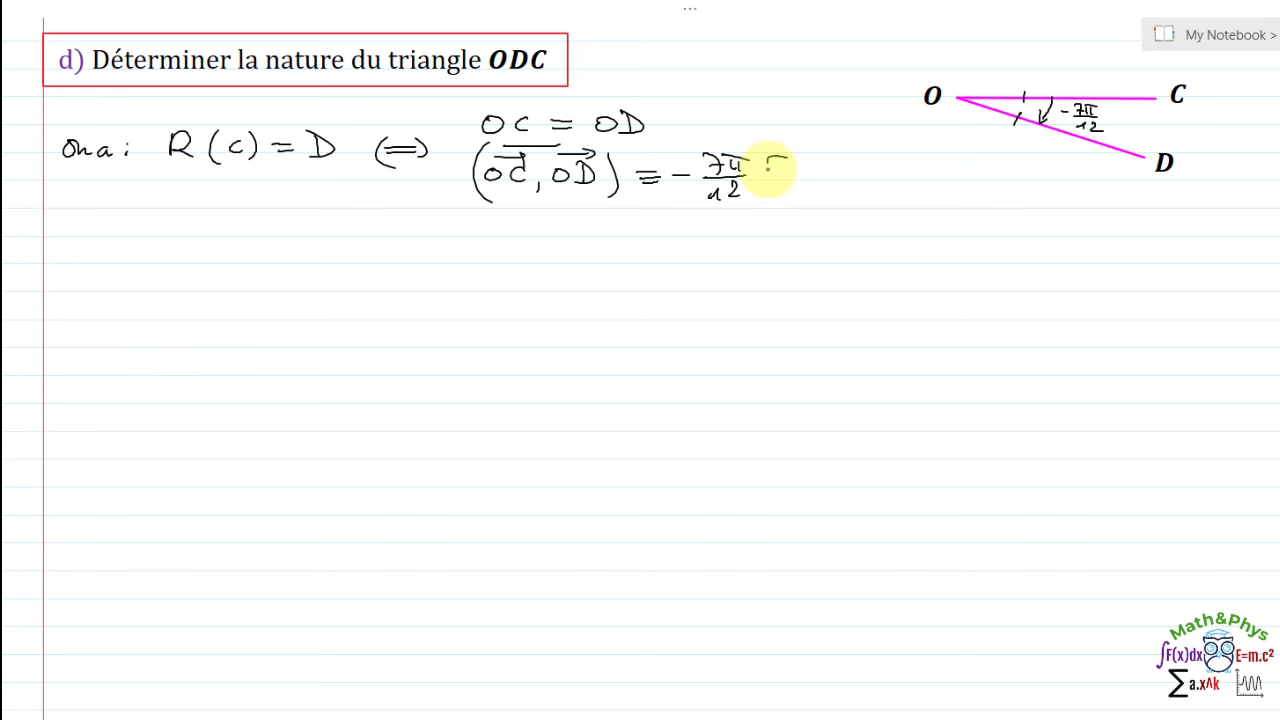 ...
My Notebook >
d) Déterminer la nature du triangle ODC
O C
-7π/12
D
on a : R(C) = D ⟺ OC = OD
(OC→, OD→) ≡ -7π/12 [
Math&Phys
∫F(x)dx E=m.c²
∑ a.x^k